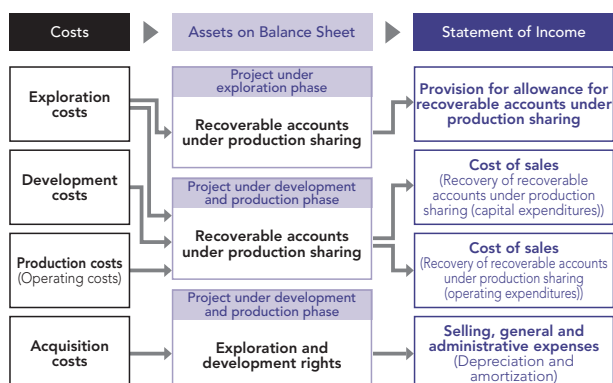 Costs
Assets on Balance Sheet
Statement of Income
Exploration
costs
Project under
exploration phase
Recoverable accounts
under production sharing
Provision for allowance for
recoverable accounts under
production sharing
Development
costs
Project under development
and production phase
Recoverable accounts
under production sharing
Cost of sales
(Recovery of recoverable
accounts under production
sharing (capital expenditures))
Production costs
(Operating costs)
Cost of sales
(Recovery of recoverable accounts
under production sharing
(operating expenditures))
Acquisition
costs
Project under development
and production phase
Exploration and
development rights
Selling, general and
administrative expenses
(Depreciation and
amortization)